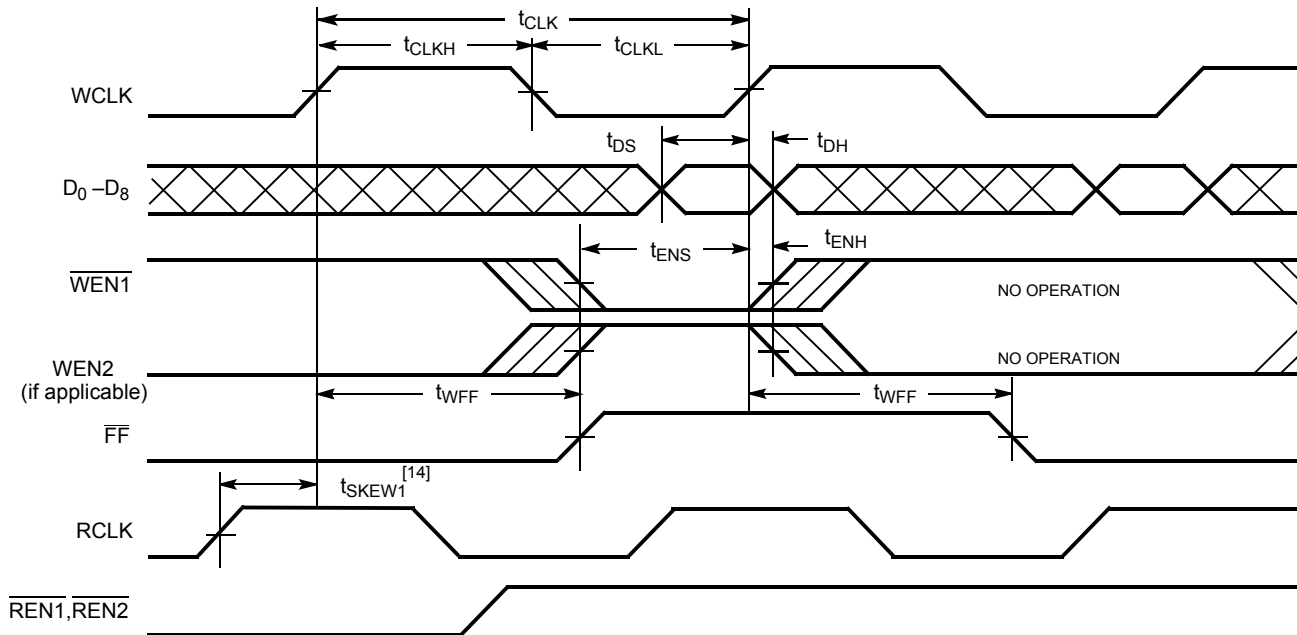 tCLK
tCLKH
tCLKL
WCLK
tDS
tDH
D0 –D8
tENS
tENH
WEN1
NO OPERATION
WEN2
(if applicable)
NO OPERATION
tWFF
tWFF
FF
tSKEW1[14]
RCLK
REN1,REN2